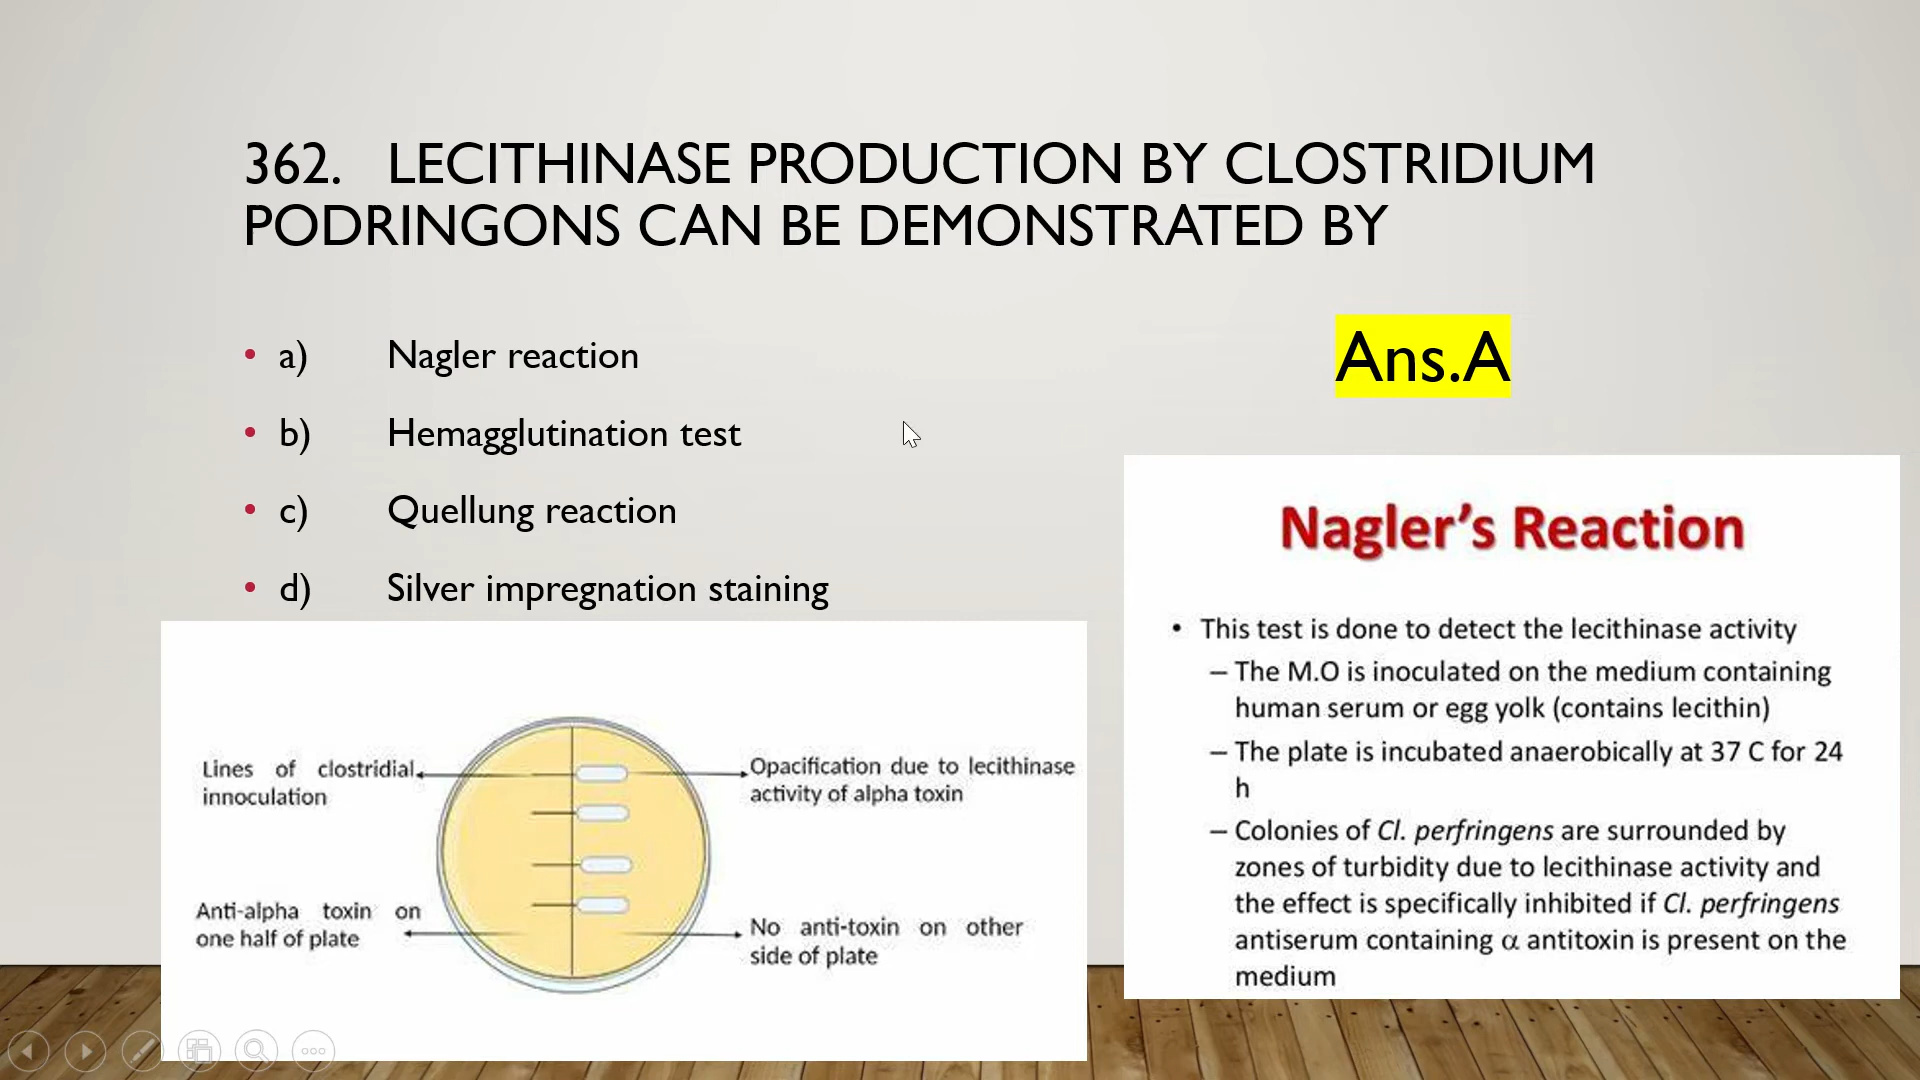 362. LECITHINASE PRODUCTION BY CLOSTRIDIUM
PODRINGONS CAN BE DEMONSTRATED BY
• a) Nagler reaction
• b) Hemagglutination test
• c) Quellung reaction
• d) Silver impregnation staining
Ans.A
Lines of clostridial
innoculation
Opacification due to lecithinase
activity of alpha toxin
Anti-alpha toxin on
one half of plate
No anti-toxin on other
side of plate
Nagler's Reaction
• This test is done to detect the lecithinase activity
– The M.O is inoculated on the medium containing
human serum or egg yolk (contains lecithin)
– The plate is incubated anaerobically at 37 C for 24
h
– Colonies of Cl. perfringens are surrounded by
zones of turbidity due to lecithinase activity and
the effect is specifically inhibited if Cl. perfringens
antiserum containing α antitoxin is present on the
medium